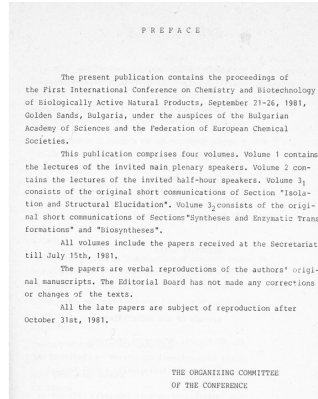 PREFACE
The present publication contains the proceedings of
the First International Conference on Chemistry and Biotechnology
of Biologically Active Natural Products, September 21-26, 1981,
Golden Sands, Bulgaria, under the auspices of the Bulgarian
Academy of Sciences and the Federation of European Chemical
Societies.
This publication comprises four volumes. Volume 1 contains
the lectures of the invited main plenary speakers. Volume 2 con-
tains the lectures of the invited half-hour speakers. Volume 3₁
consists of the original short communications of Section "Isola-
tion and Structural Elucidation". Volume 3₂ consists of the origi-
nal short communications of Sections "Syntheses and Enzymatic Trans
formations" and "Biosyntheses".
All volumes include the papers received at the Secretariat
till July 15th, 1981.
The papers are verbal reproductions of the authors' origi-
nal manuscripts. The Editorial Board has not made any corrections
or changes of the texts.
All the late papers are subject of reproduction after
October 31st, 1981.
THE ORGANIZING COMMITTEE
OF THE CONFERENCE